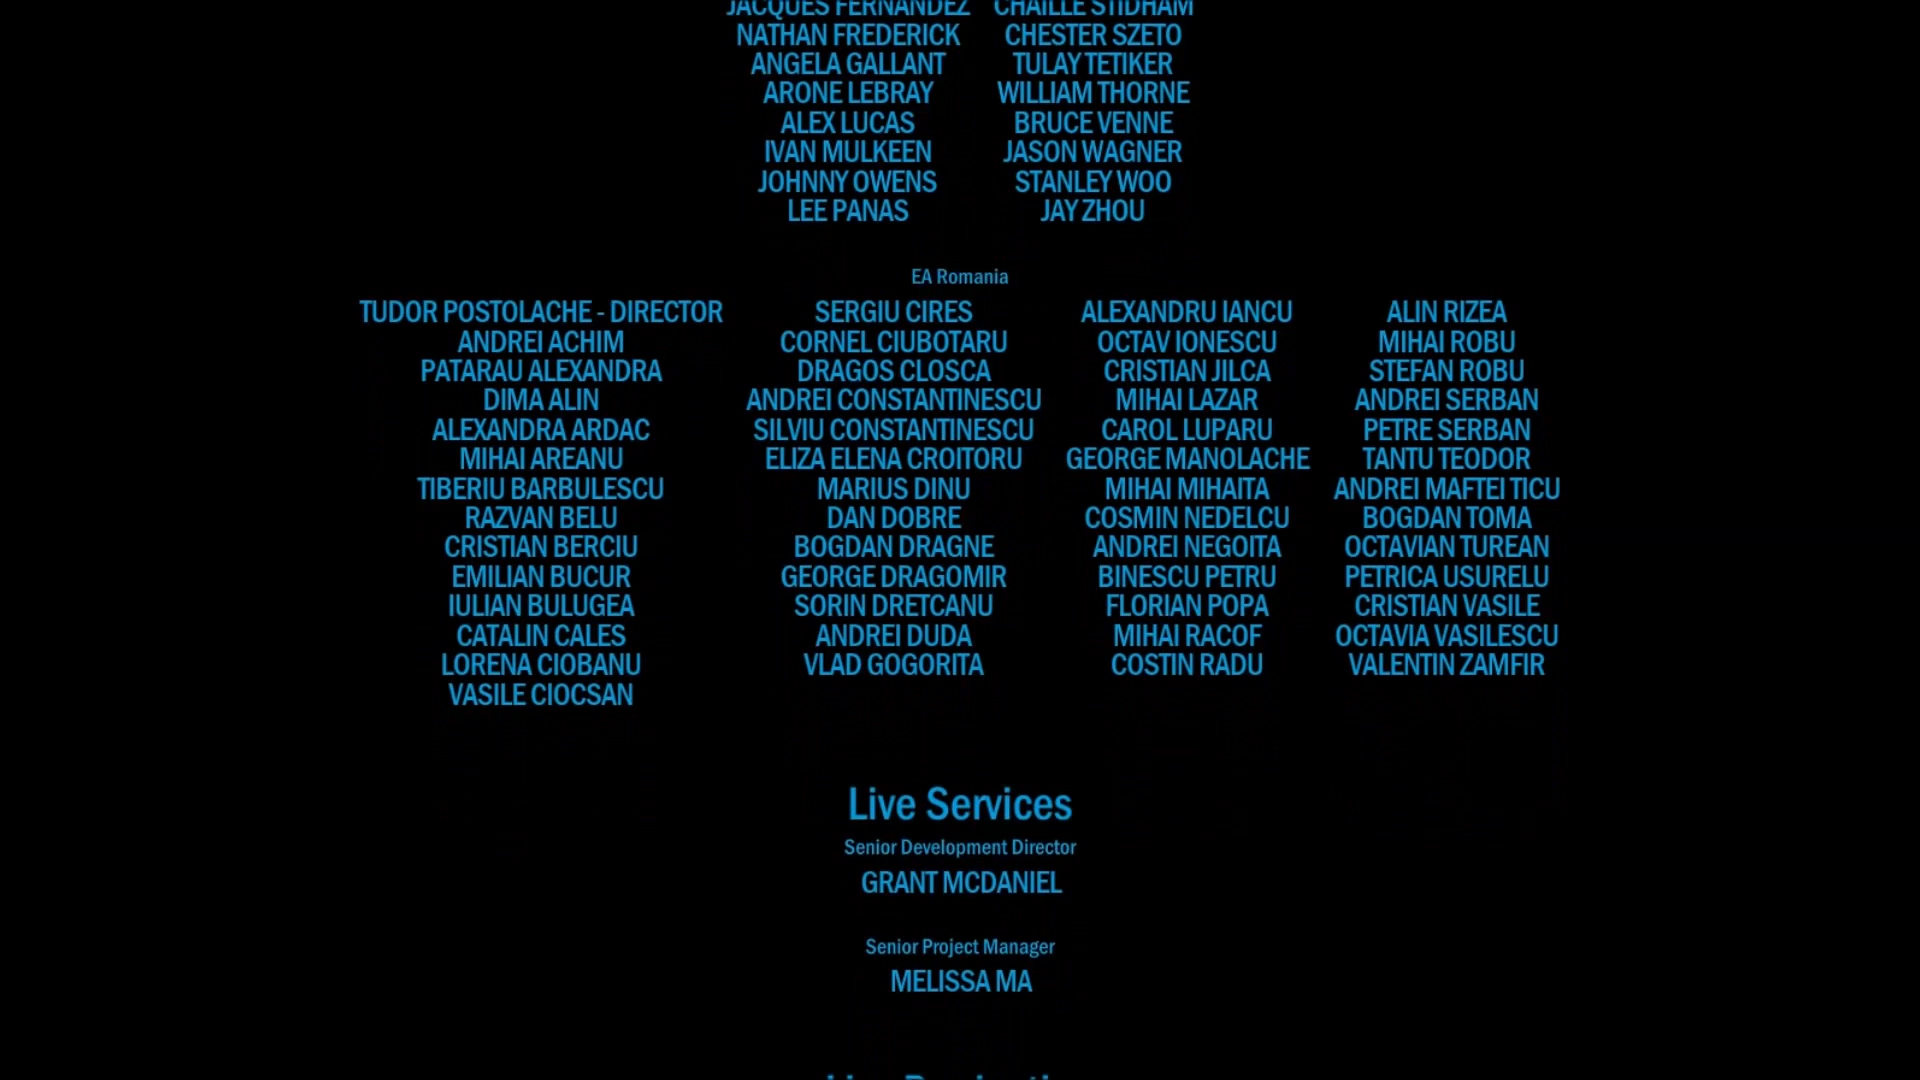 JACQUES FERNANDEZ CHAILLE STIDHAM
NATHAN FREDERICK CHESTER SZETO
ANGELA GALLANT TULAY TETIKER
ARONE LEBRAY WILLIAM THORNE
ALEX LUCAS BRUCE VENNE
IVAN MULKEEN JASON WAGNER
JOHNNY OWENS STANLEY WOO
LEE PANAS JAY ZHOU
EA Romania
TUDOR POSTOLACHE - DIRECTOR SERGIU CIRES ALEXANDRU IANCU ALIN RIZEA
ANDREI ACHIM CORNEL CIUBOTARU OCTAV IONESCU MIHAI ROBU
PATARAU ALEXANDRA DRAGOS CLOSCA CRISTIAN JILCA STEFAN ROBU
DIMA ALIN ANDREI CONSTANTINESCU MIHAI LAZAR ANDREI SERBAN
ALEXANDRA ARDAC SILVIU CONSTANTINESCU CAROL LUPARU PETRE SERBAN
MIHAI AREANU ELIZA ELENA CROITORU GEORGE MANOLACHE TANTU TEODOR
TIBERIU BARBULESCU MARIUS DINU MIHAI MIHAITA ANDREI MAFTEI TICU
RAZVAN BELU DAN DOBRE COSMIN NEDELCU BOGDAN TOMA
CRISTIAN BERCIU BOGDAN DRAGNE ANDREI NEGOITA OCTAVIAN TUREAN
EMILIAN BUCUR GEORGE DRAGOMIR BINESCU PETRU PETRICA USURELU
IULIAN BULUGEA SORIN DRETCANU FLORIAN POPA CRISTIAN VASILE
CATALIN CALES ANDREI DUDA MIHAI RACOF OCTAVIA VASILESCU
LORENA CIOBANU VLAD GOGORITA COSTIN RADU VALENTIN ZAMFIR
VASILE CIOCSAN
Live Services
Senior Development Director
GRANT MCDANIEL
Senior Project Manager
MELISSA MA